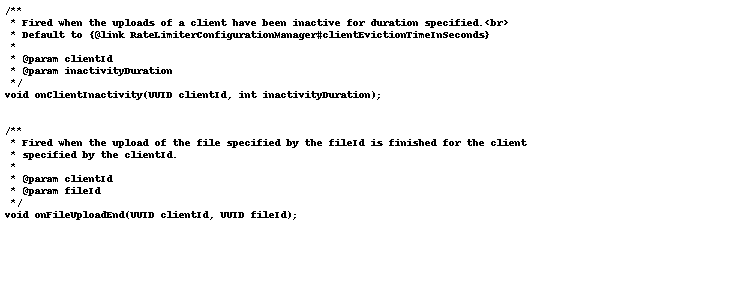 /**
 * Fired when the uploads of a client have been inactive for duration specified.<br>
 * Default to {@link RateLimiterConfigurationManager#clientEvictionTimeInSeconds}
 *
 * @param clientId
 * @param inactivityDuration
 */
void onClientInactivity(UUID clientId, int inactivityDuration);
/**
 * Fired when the upload of the file specified by the fileId is finished for the client
 * specified by the clientId.
 *
 * @param clientId
 * @param fileId
 */
void onFileUploadEnd(UUID clientId, UUID fileId);